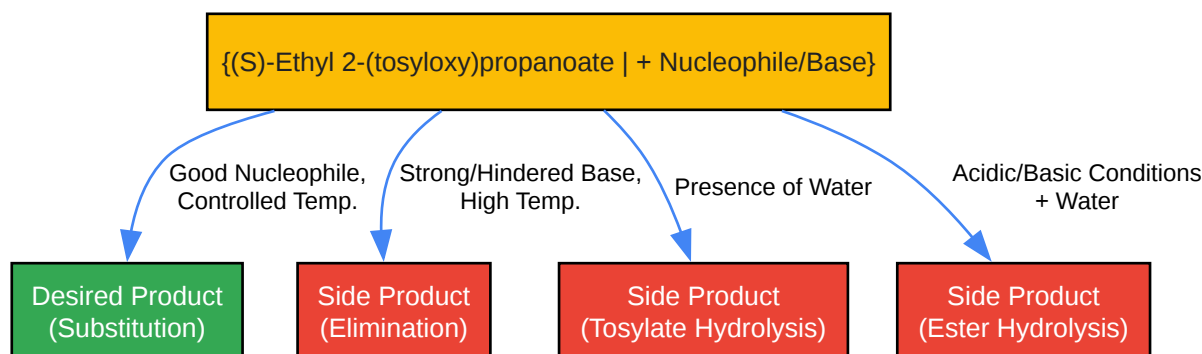 {(S)-Ethyl 2-(tosyloxy)propanoate | + Nucleophile/Base}
Good Nucleophile,
Controlled Temp.
Strong/Hindered Base,
High Temp.
Presence of Water
Acidic/Basic Conditions
+ Water
Desired Product
(Substitution)
Side Product
(Elimination)
Side Product
(Tosylate Hydrolysis)
Side Product
(Ester Hydrolysis)